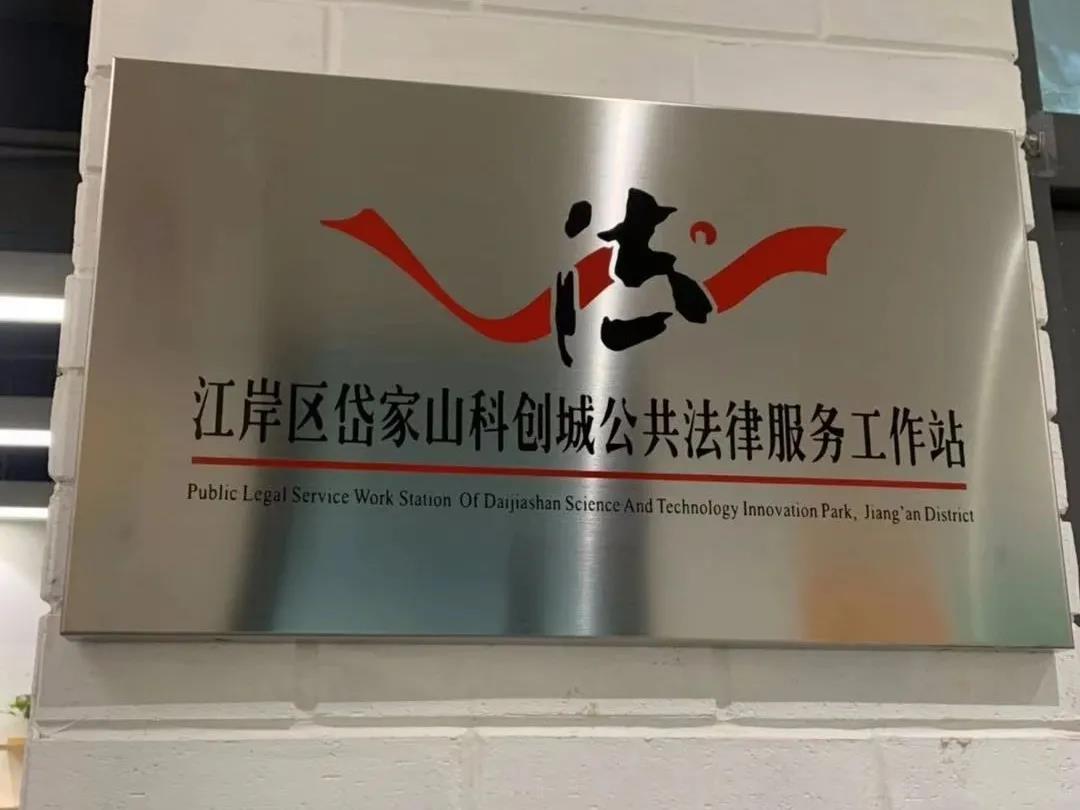 法
江岸区岱家山科创城公共法律服务工作站
Public Legal Service Work Station Of Daijiashan Science And Technology Innovation Park, Jiang'an District